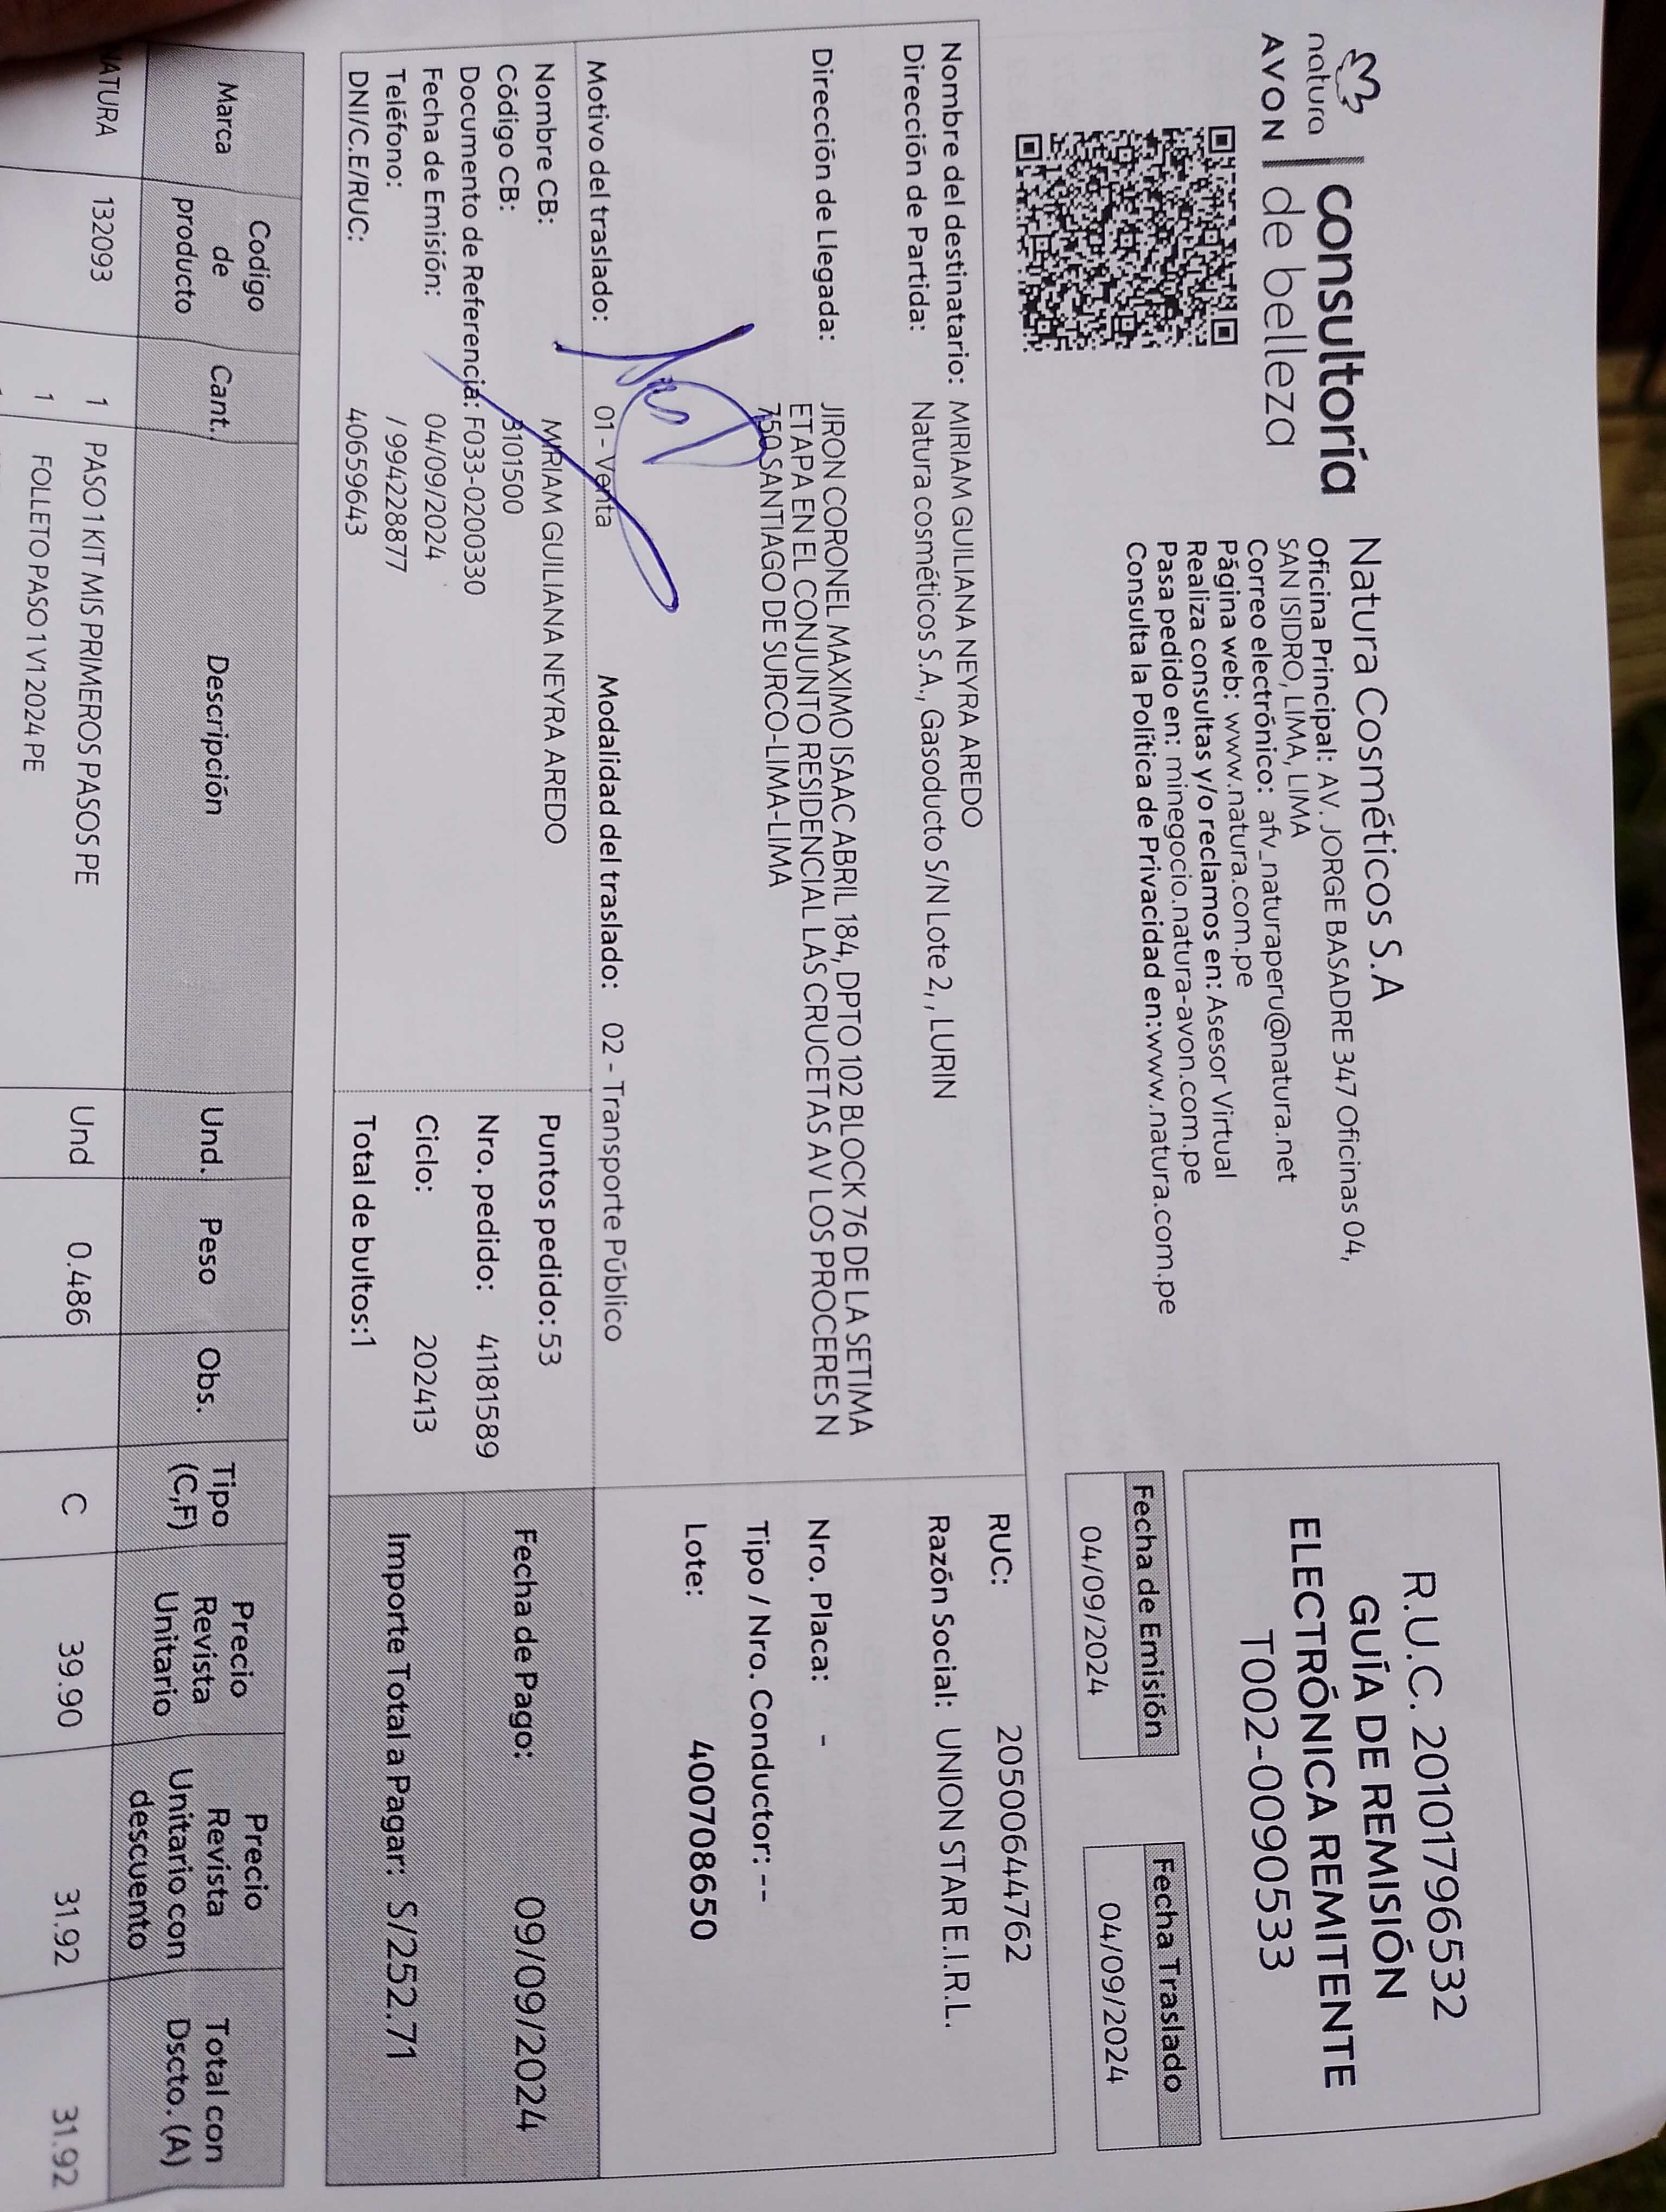 natura
AVON
consultoría
de belleza
Natura Cosméticos S.A
Oficina Principal: AV. JORGE BASADRE 347 Oficinas 04,
SAN ISIDRO, LIMA, LIMA
Correo electrónico: afv_naturaperu@natura.net
Página web: www.natura.com.pe
Realiza consultas y/o reclamos en: Asesor Virtual
Pasa pedido en: minegocio.natura-avon.com.pe
Consulta la Política de Privacidad en:www.natura.com.pe
R.U.C. 20101796532
GUÍA DE REMISIÓN
ELECTRÓNICA REMITENTE
T002-0090533
Fecha de Emisión
04/09/2024
Fecha Traslado
04/09/2024
Nombre del destinatario: MIRIAM GUILIANA NEYRA AREDO
Dirección de Partida: Natura cosméticos S.A., Gasoducto S/N Lote 2, , LURIN
Dirección de Llegada: JIRON CORONEL MAXIMO ISAAC ABRIL 184, DPTO 102 BLOCK 76 DE LA SETIMA
ETAPA EN EL CONJUNTO RESIDENCIAL LAS CRUCETAS AV LOS PROCERES N
750 SANTIAGO DE SURCO-LIMA-LIMA
RUC: 20500644762
Razón Social: UNION STAR E.I.R.L.
Nro. Placa: -
Tipo / Nro. Conductor: --
Lote: 400708650
Motivo del traslado: 01 - Venta Modalidad del traslado: 02 - Transporte Público
Nombre CB: MIRIAM GUILIANA NEYRA AREDO
Código CB: 3101500
Documento de Referencia: F033-0200330
Fecha de Emisión: 04/09/2024
Teléfono: / 994228877
DNI/C.E/RUC: 40659643
Puntos pedido: 53
Nro. pedido: 41181589
Ciclo: 202413
Total de bultos:1
Fecha de Pago: 09/09/2024
Importe Total a Pagar: S/252.71
Marca Codigo de producto Cant. Descripción Und. Peso Obs. Tipo (C,F) Precio Revista Unitario Precio Revista Unitario con descuento Total con Dscto. (A)
NATURA 132093 1 PASO 1 KIT MIS PRIMEROS PASOS PE Und 0.486 C 39.90 31.92 31.92
1 FOLLETO PASO 1 V1 2024 PE